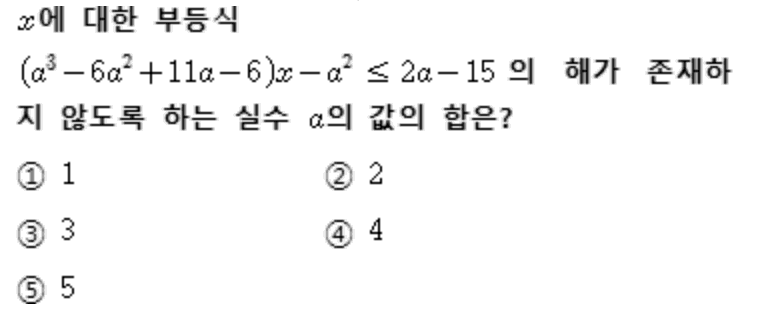 x에 대한 부등식
(a³－6a²＋11a－6)x－a² ≤ 2a－15 의 해가 존재하
지 않도록 하는 실수 a의 값의 합은?
① 1 ② 2
③ 3 ④ 4
⑤ 5